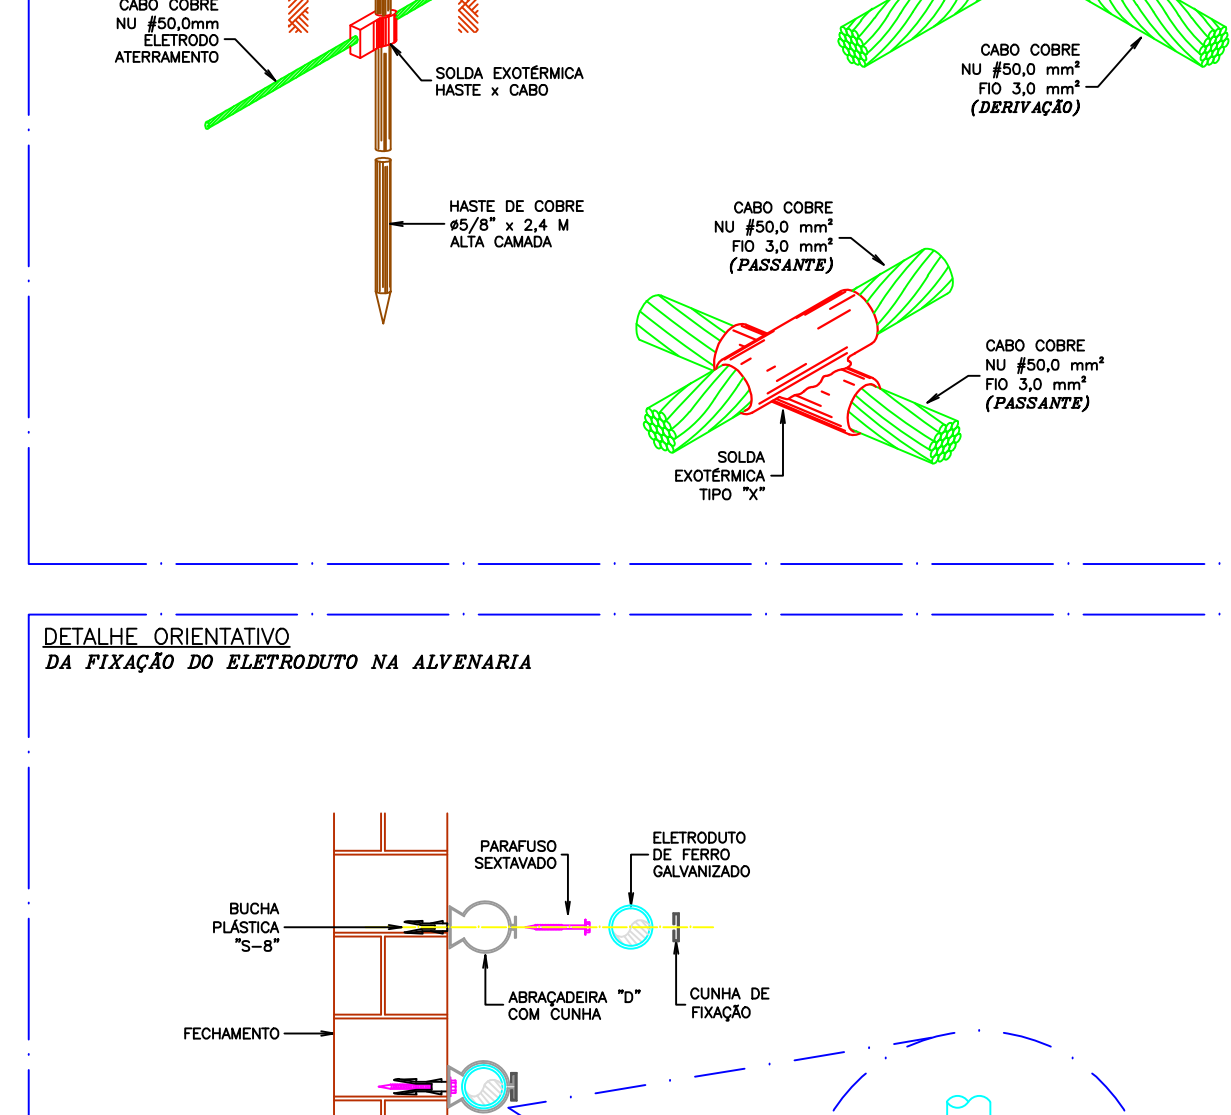 CABO COBRE
NU #50,0mm
ELETRODO
ATERRAMENTO
SOLDA EXOTÉRMICA
HASTE x CABO
HASTE DE COBRE
ø5/8" x 2,4 M
ALTA CAMADA
CABO COBRE
NU #50,0 mm²
FIO 3,0 mm²
(DERIVAÇÃO)
CABO COBRE
NU #50,0 mm²
FIO 3,0 mm²
(PASSANTE)
CABO COBRE
NU #50,0 mm²
FIO 3,0 mm²
(PASSANTE)
SOLDA
EXOTÉRMICA
TIPO "X"
DETALHE ORIENTATIVO
DA FIXAÇÃO DO ELETRODUTO NA ALVENARIA
PARAFUSO
SEXTAVADO
ELETRODUTO
DE FERRO
GALVANIZADO
BUCHA
PLÁSTICA
"S-8"
ABRAÇADEIRA "D"
COM CUNHA
CUNHA DE
FIXAÇÃO
FECHAMENTO